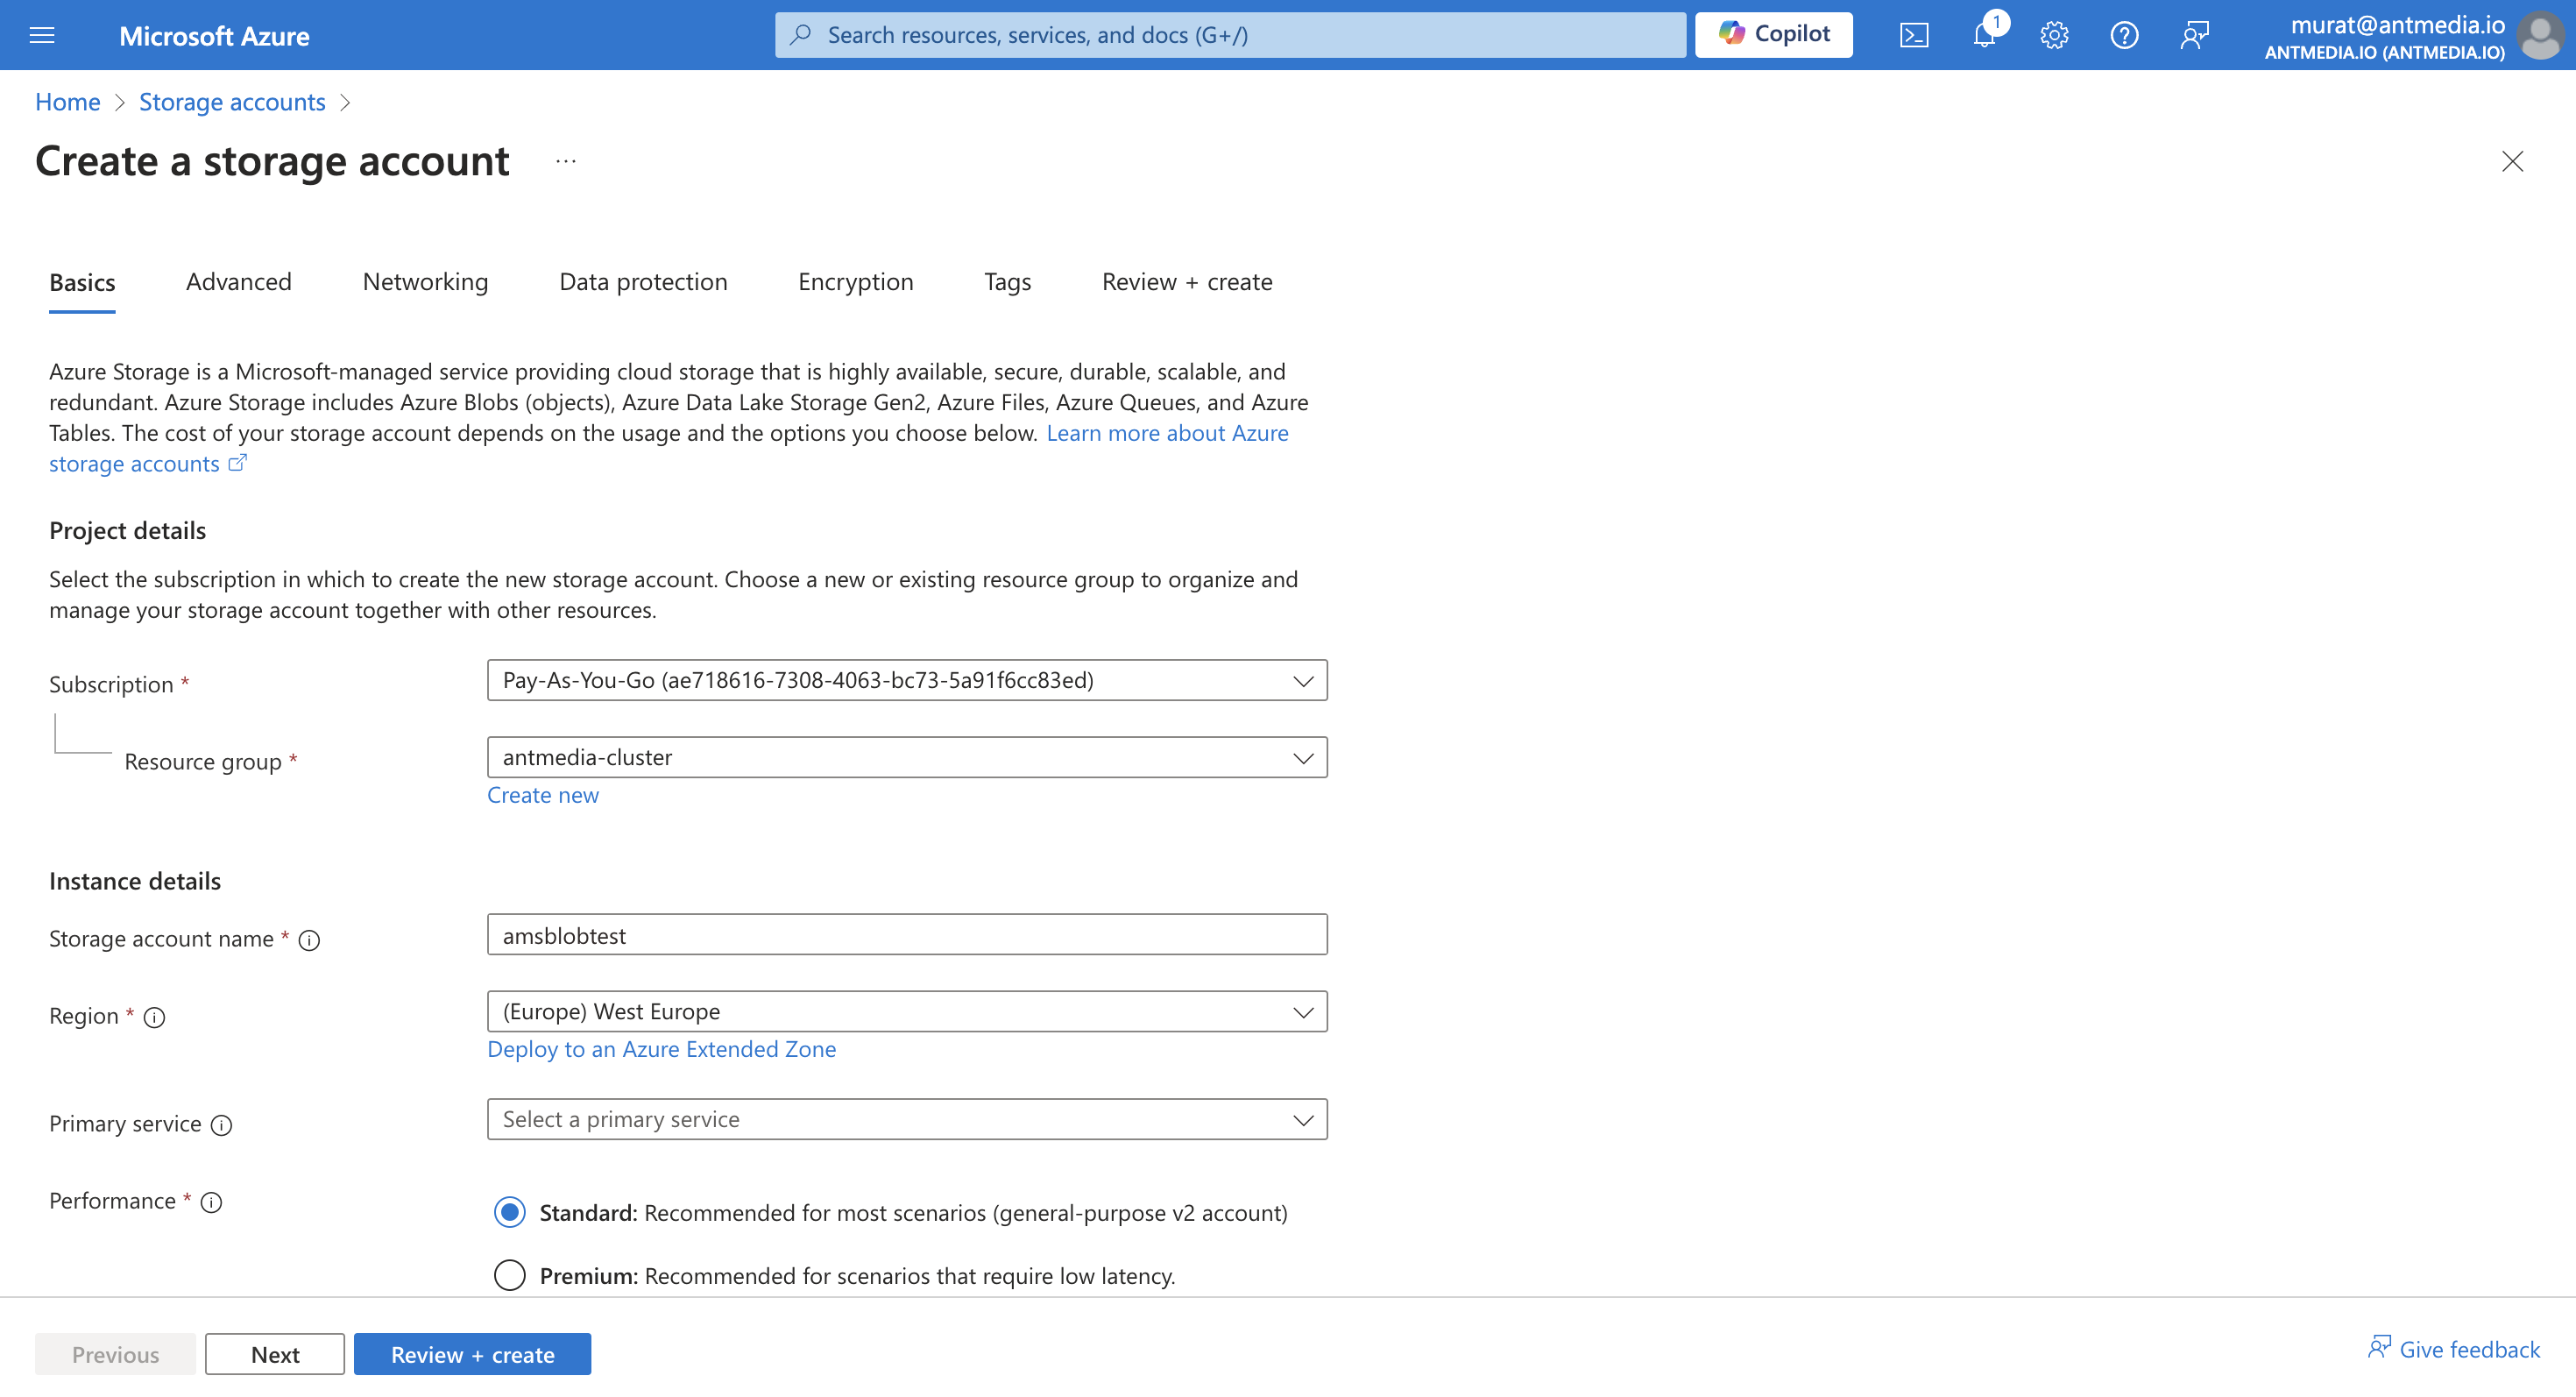 Microsoft Azure
Search resources, services, and docs (G+/)
Copilot
1
murat@antmedia.io
ANTMEDIA.IO (ANTMEDIA.IO)
Home > Storage accounts >
Create a storage account ...
Basics Advanced Networking Data protection Encryption Tags Review + create
Azure Storage is a Microsoft-managed service providing cloud storage that is highly available, secure, durable, scalable, and
redundant. Azure Storage includes Azure Blobs (objects), Azure Data Lake Storage Gen2, Azure Files, Azure Queues, and Azure
Tables. The cost of your storage account depends on the usage and the options you choose below. Learn more about Azure
storage accounts
Project details
Select the subscription in which to create the new storage account. Choose a new or existing resource group to organize and
manage your storage account together with other resources.
Subscription *
Pay-As-You-Go (ae718616-7308-4063-bc73-5a91f6cc83ed)
Resource group *
antmedia-cluster
Create new
Instance details
Storage account name *
amsblobtest
Region *
(Europe) West Europe
Deploy to an Azure Extended Zone
Primary service
Select a primary service
Performance *
Standard: Recommended for most scenarios (general-purpose v2 account)
Premium: Recommended for scenarios that require low latency.
Previous
Next
Review + create
Give feedback